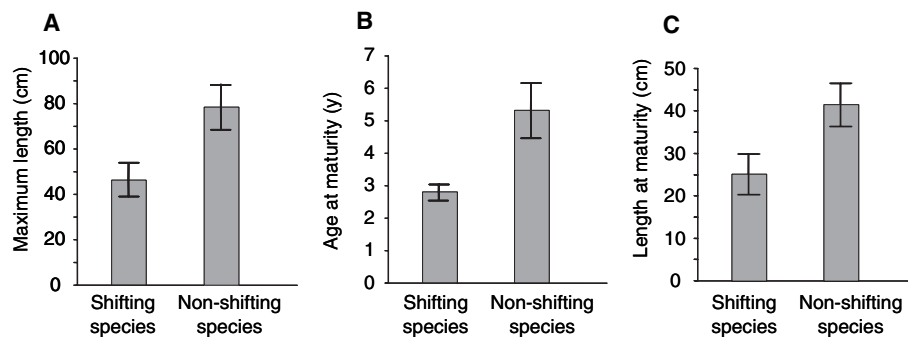 A
Maximum length (cm)
100
80
60
40
20
0
Shifting species
Non-shifting species
B
Age at maturity (y)
7
6
5
4
3
2
1
0
Shifting species
Non-shifting species
C
Length at maturity (cm)
50
40
30
20
10
0
Shifting species
Non-shifting species